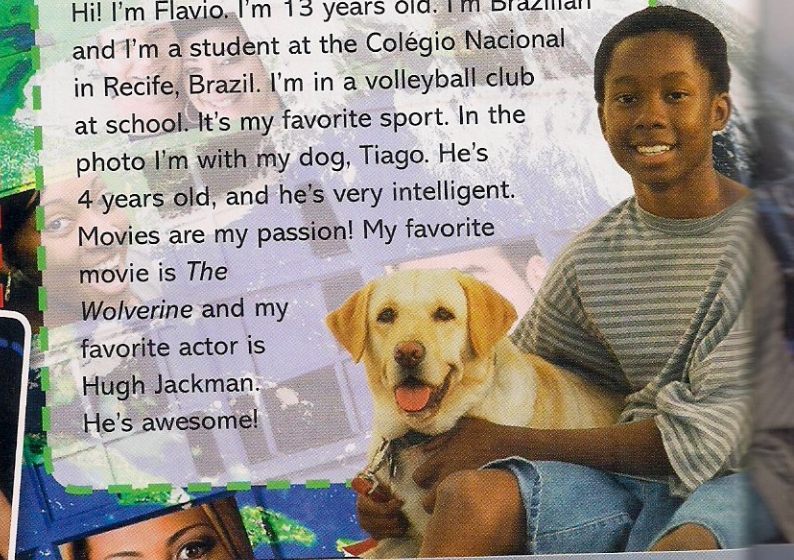 Hi! I'm Flavio. I'm 13 years old. I'm Brazilian
and I'm a student at the Colégio Nacional
in Recife, Brazil. I'm in a volleyball club
at school. It's my favorite sport. In the
photo I'm with my dog, Tiago. He's
4 years old, and he's very intelligent.
Movies are my passion! My favorite
movie is The
Wolverine and my
favorite actor is
Hugh Jackman.
He's awesome!